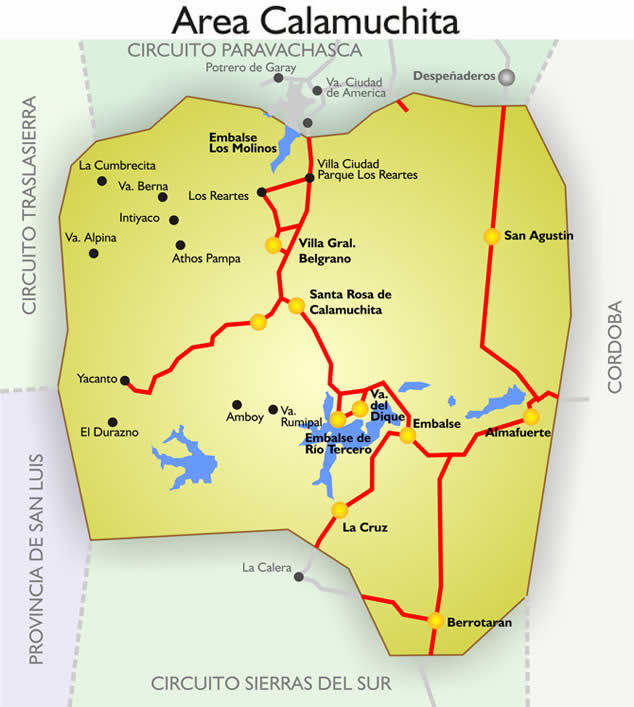 Area Calamuchita
CIRCUITO PARAVACHASCA
Potrero de Garay
Despeñaderos
Va. Ciudad
de America
CIRCUITO TRASLASIERRA
Embalse
Los Molinos
La Cumbrecita
Villa Ciudad
Parque Los Reartes
Va. Berna
Los Reartes
Intiyaco
Va. Alpina
Athos Pampa
Villa Gral.
Belgrano
San Agustin
Santa Rosa de
Calamuchita
CORDOBA
Yacanto
Amboy
Va.
Rumipal
Va.
del
Dique
El Durazno
Embalse de
Río Tercero
Embalse
Almafuerte
PROVINCIA DE SAN LUIS
La Cruz
La Calera
Berrotaran
CIRCUITO SIERRAS DEL SUR